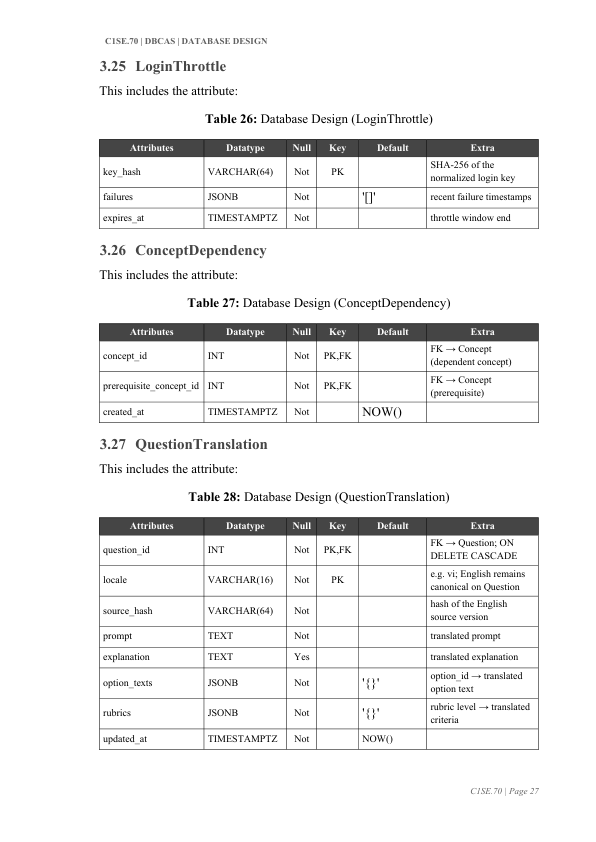 C1SE.70 | DBCAS | DATABASE DESIGN
3.25 LoginThrottle
This includes the attribute:
Table 26: Database Design (LoginThrottle)
Attributes Datatype Null Key Default Extra
key_hash VARCHAR(64) Not PK SHA-256 of the
normalized login key
failures JSONB Not '[]' recent failure timestamps
expires_at TIMESTAMPTZ Not throttle window end
3.26 ConceptDependency
This includes the attribute:
Table 27: Database Design (ConceptDependency)
Attributes Datatype Null Key Default Extra
concept_id INT Not PK,FK FK → Concept
(dependent concept)
prerequisite_concept_id INT Not PK,FK FK → Concept
(prerequisite)
created_at TIMESTAMPTZ Not NOW()
3.27 QuestionTranslation
This includes the attribute:
Table 28: Database Design (QuestionTranslation)
Attributes Datatype Null Key Default Extra
question_id INT Not PK,FK FK → Question; ON
DELETE CASCADE
locale VARCHAR(16) Not PK e.g. vi; English remains
canonical on Question
source_hash VARCHAR(64) Not hash of the English
source version
prompt TEXT Not translated prompt
explanation TEXT Yes translated explanation
option_texts JSONB Not '{}' option_id → translated
option text
rubrics JSONB Not '{}' rubric level → translated
criteria
updated_at TIMESTAMPTZ Not NOW()
C1SE.70 | Page 27